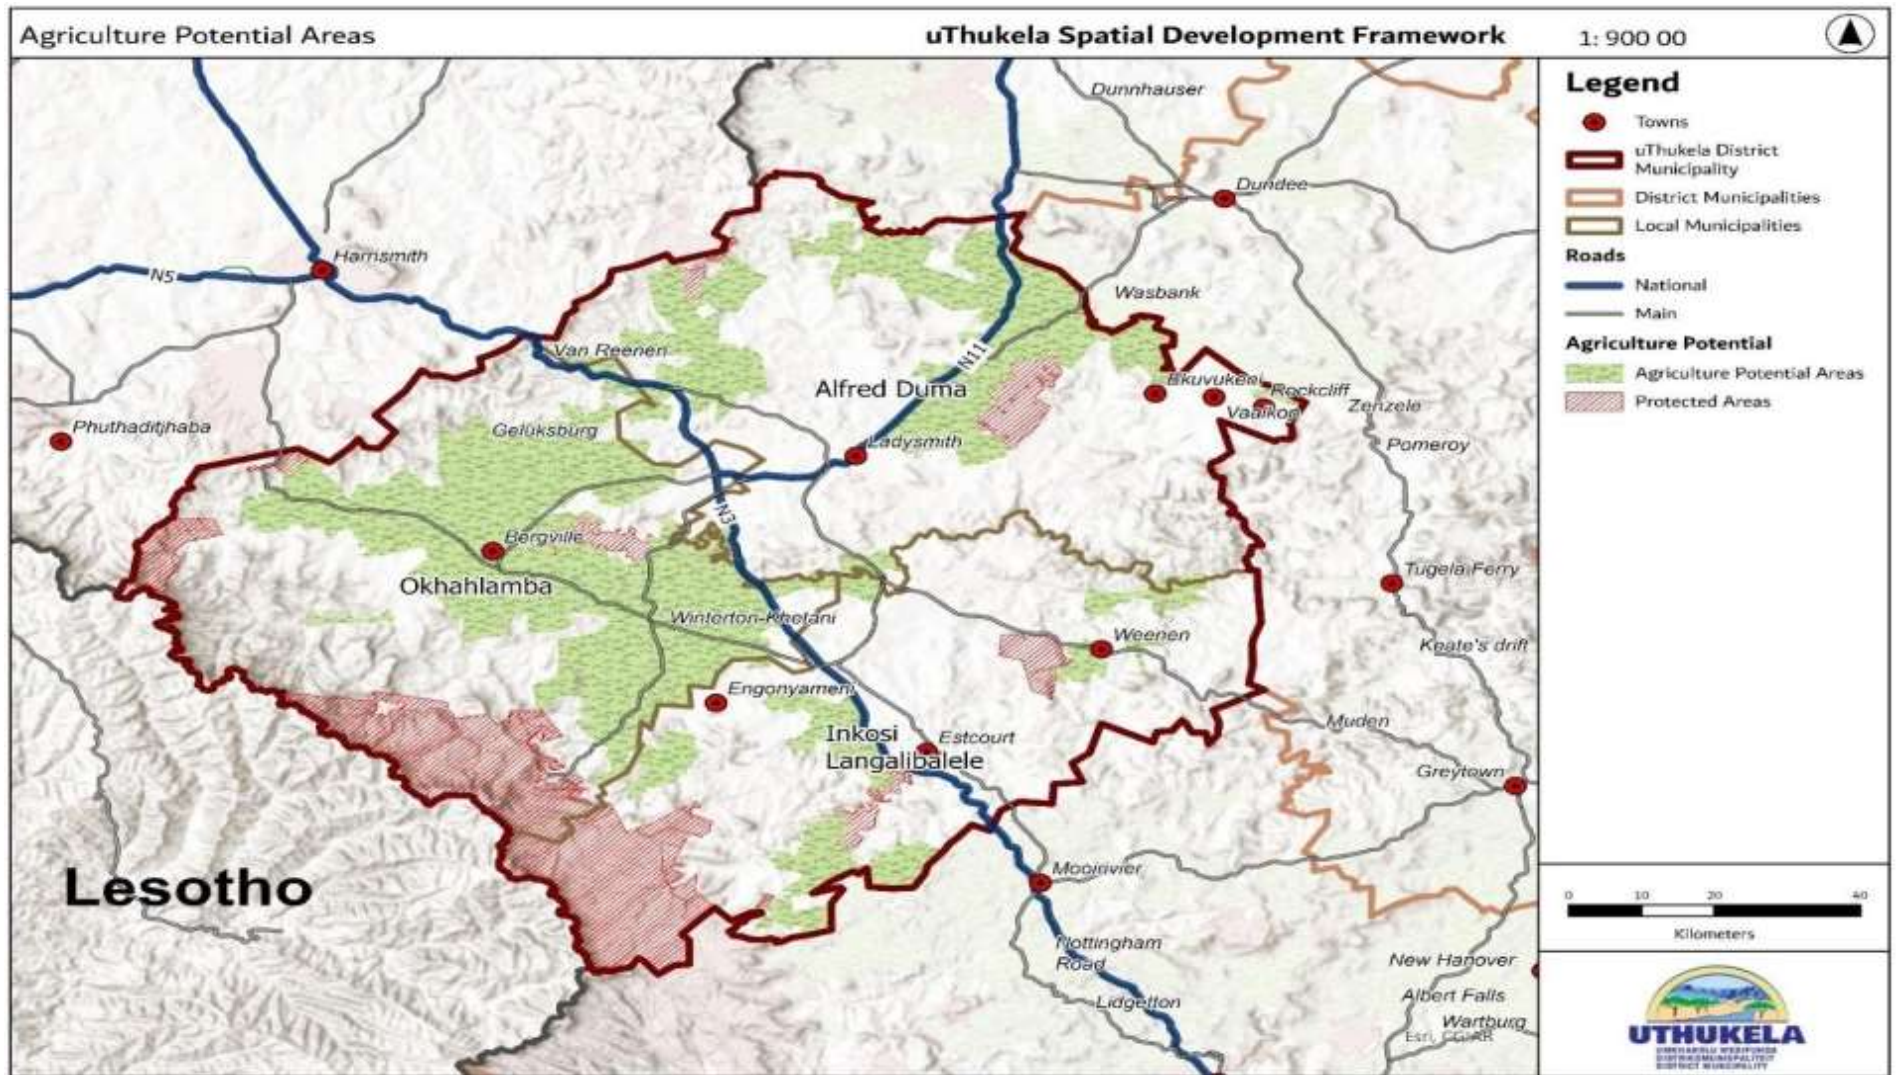 Agriculture Potential Areas
uThukela Spatial Development Framework
1: 900 00
Dunnhauser
Dundee
Harrismith
N5
Wasbank
Van Reenen
N11
Alfred Duma
Ekuvukeni
Rockcliff
Vaalkop
Zenzele
Phuthaditjhaba
Geluksburg
Ladysmith
Pomeroy
N3
Bergville
Okhahlamba
Tugela Ferry
Winterton-Khetani
Weenen
Keate's drift
Engonyameni
Muden
Inkosi
Langalibalele
Estcourt
Greytown
Lesotho
Mooirivier
Nottingham
Road
New Hanover
Lidgetton
Albert Falls
Wartburg
Legend
Towns
uThukela District
Municipality
District Municipalities
Local Municipalities
Roads
National
Main
Agriculture Potential
Agriculture Potential Areas
Protected Areas
0 10 20 40
Kilometers
UTHUKELA
DISTRICT MUNICIPALITY